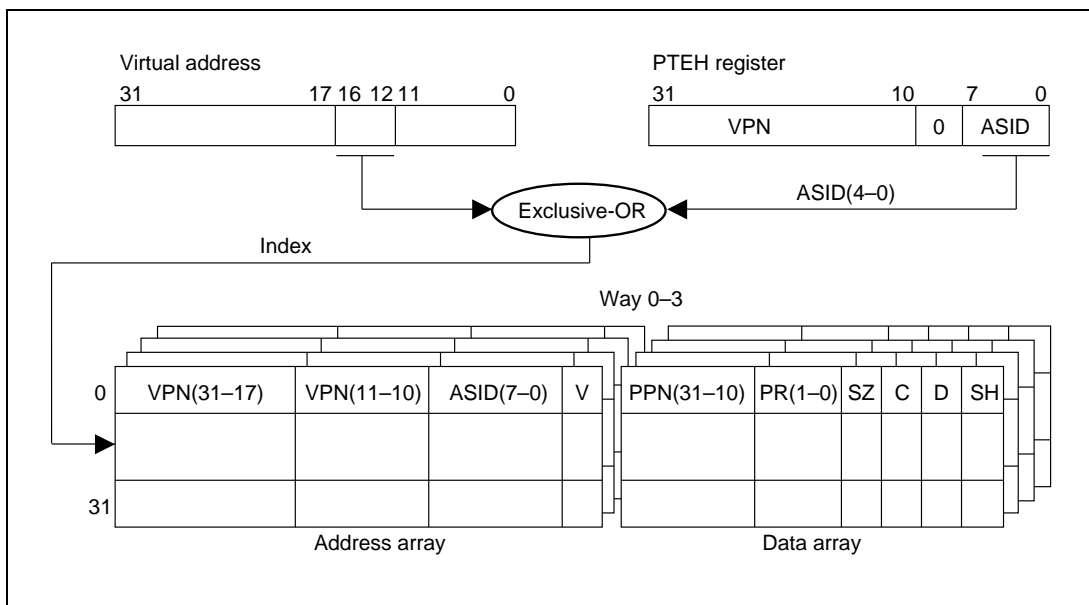 Virtual address
31 17 16 12 11 0
PTEH register
31 10 7 0
VPN 0 ASID
ASID(4–0)
Exclusive-OR
Index
Way 0–3
0 VPN(31–17) VPN(11–10) ASID(7–0) V PPN(31–10) PR(1–0) SZ C D SH
31
Address array Data array